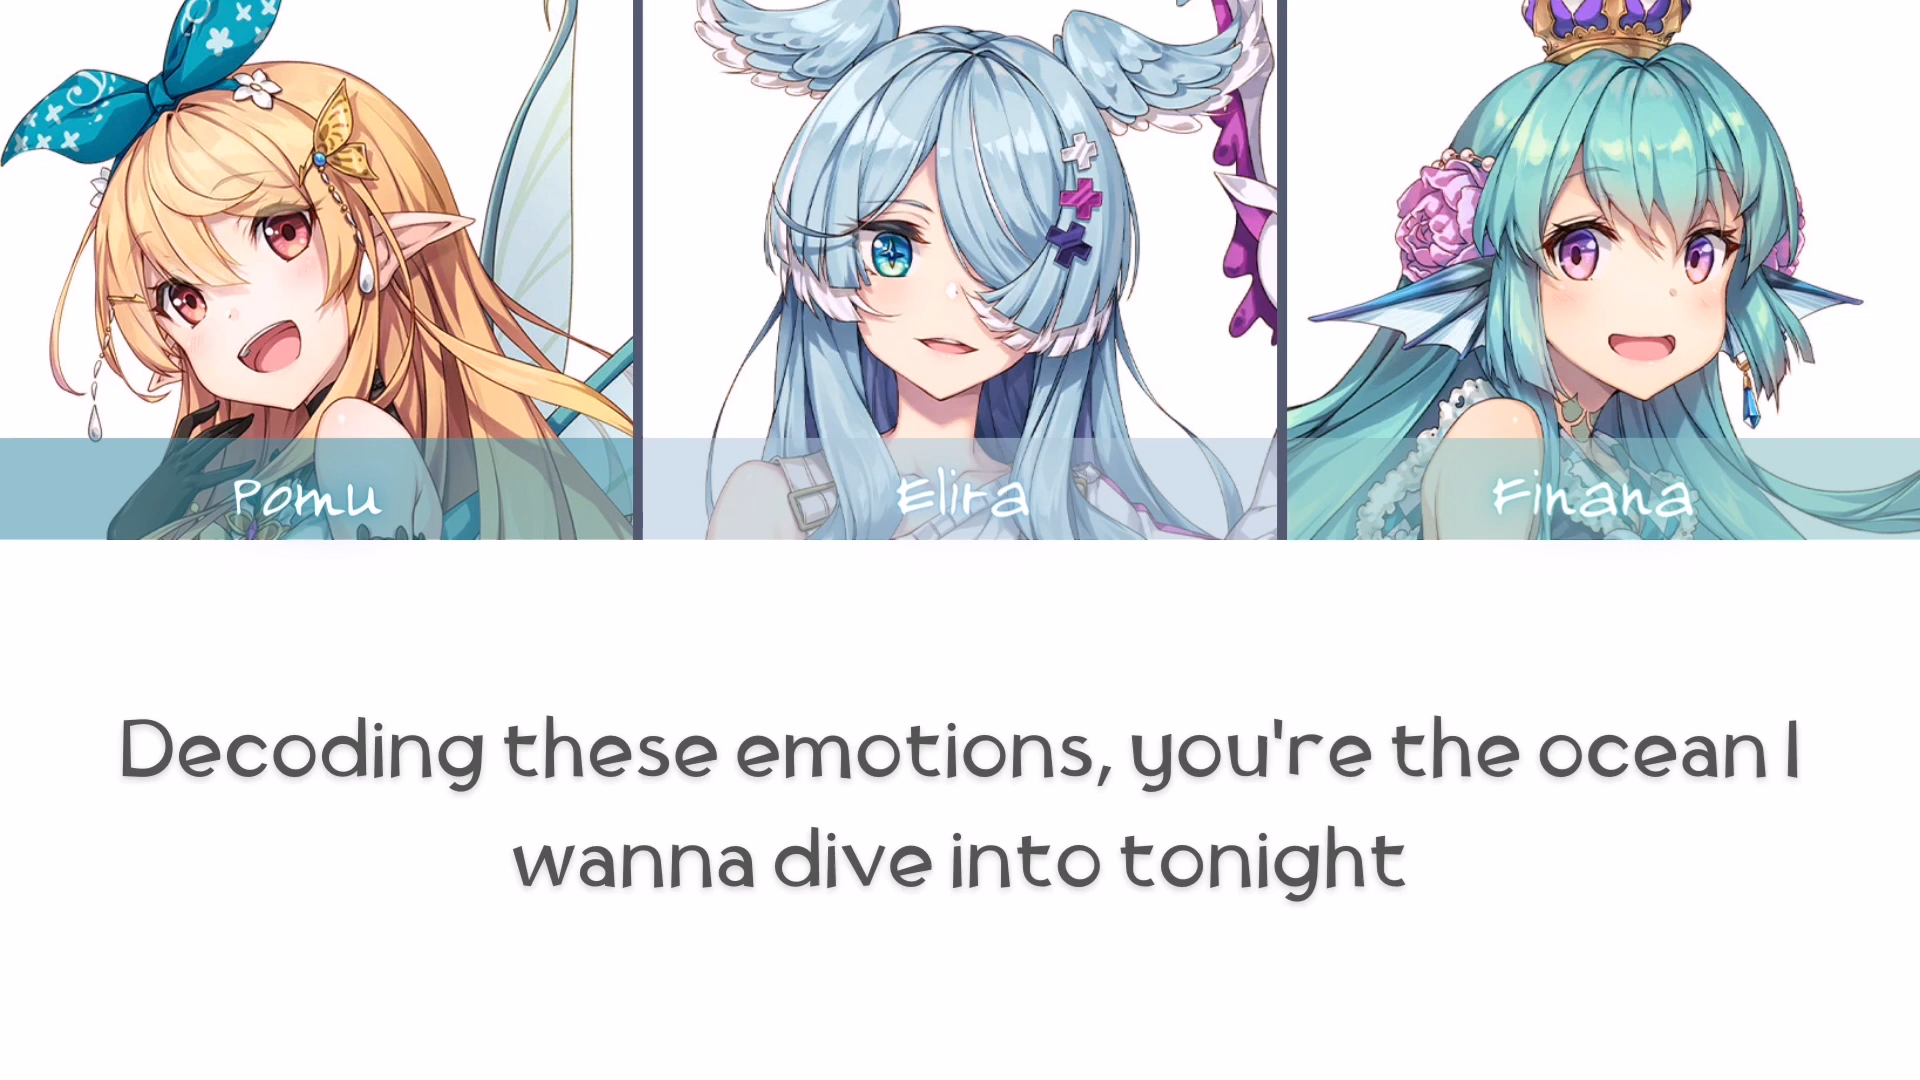 Pomu
Elira
Finana
Decoding these emotions, you're the ocean I
wanna dive into tonight